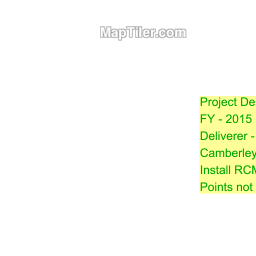 MapTiler.com
Project De
FY - 2015
Deliverer -
Camberley
Install RCM
Points not